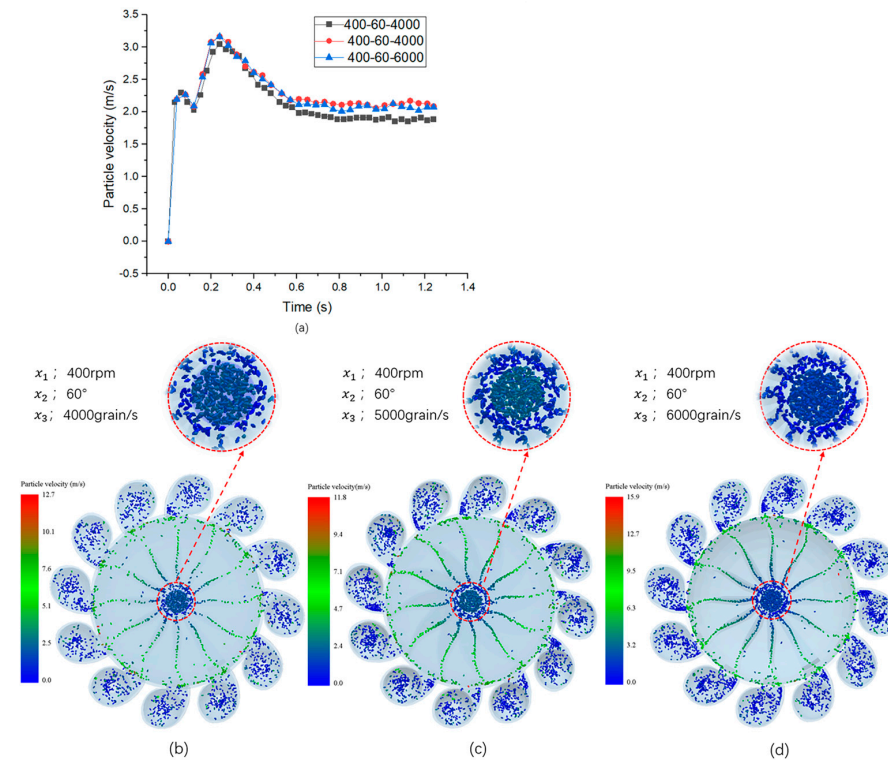 3.5
3.0
2.5
2.0
1.5
1.0
0.5
0.0
-0.5
Particle velocity (m/s)
400-60-4000
400-60-4000
400-60-6000
0.0 0.2 0.4 0.6 0.8 1.0 1.2 1.4
Time (s)
(a)
x₁； 400rpm
x₂； 60°
x₃； 4000grain/s
x₁； 400rpm
x₂； 60°
x₃； 5000grain/s
x₁； 400rpm
x₂； 60°
x₃； 6000grain/s
Particle velocity (m/s)
12.7
10.1
7.6
5.1
2.5
0.0
Particle velocity(m/s)
11.8
9.4
7.1
4.7
2.4
0.0
Particle velocity (m/s)
15.9
12.7
9.5
6.3
3.2
0.0
(b)
(c)
(d)